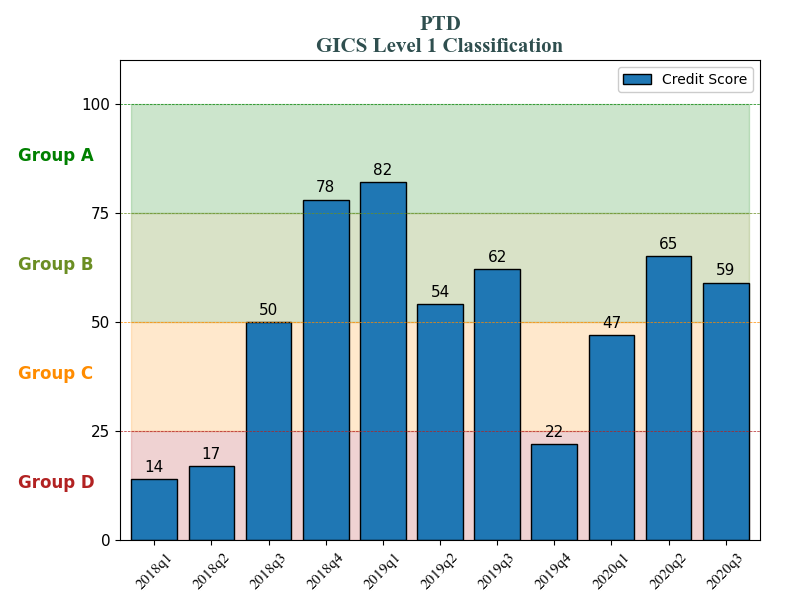 PTD
GICS Level 1 Classification
Credit Score
100
Group A
75
Group B
50
Group C
25
Group D
0
14
17
50
78
82
54
62
22
47
65
59
2018q1
2018q2
2018q3
2018q4
2019q1
2019q2
2019q3
2019q4
2020q1
2020q2
2020q3